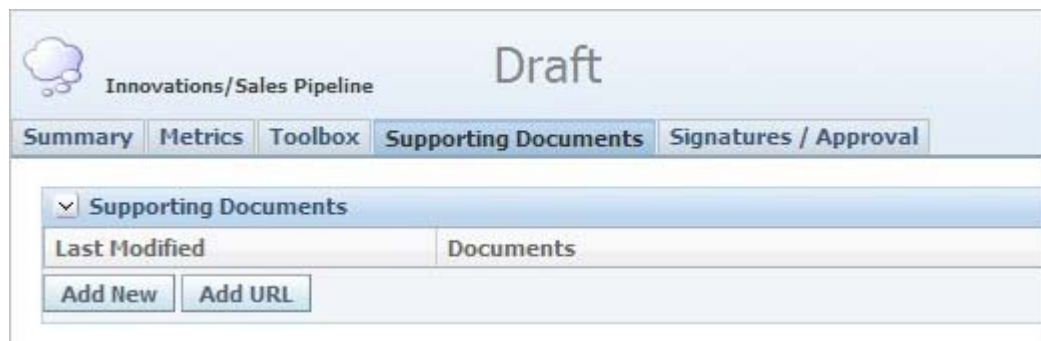 Draft
Innovations/Sales Pipeline
Summary Metrics Toolbox Supporting Documents Signatures / Approval
Supporting Documents
Last Modified Documents
Add New Add URL